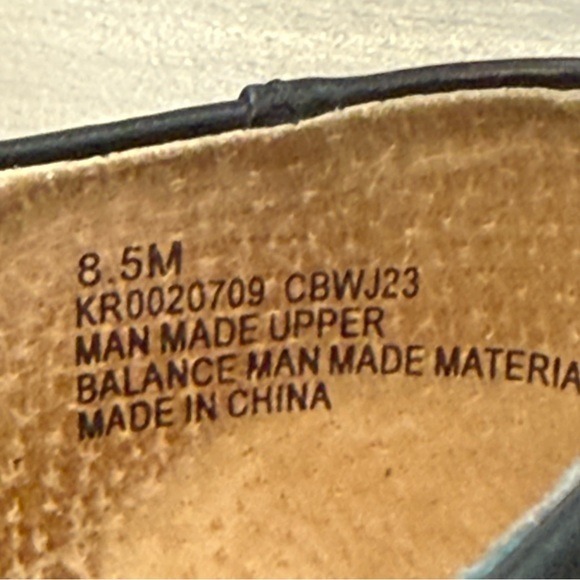 8.5M
KR0020709 CBWJ23
MAN MADE UPPER
BALANCE MAN MADE MATERIA
MADE IN CHINA